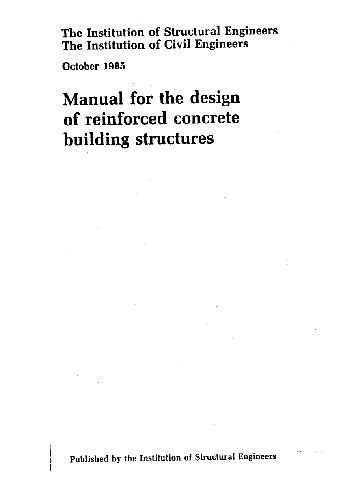 The Institution of Structural Engineers
The Institution of Civil Engineers
October 1985
Manual for the design
of reinforced concrete
building structures
Published by the Institution of Structural Engineers